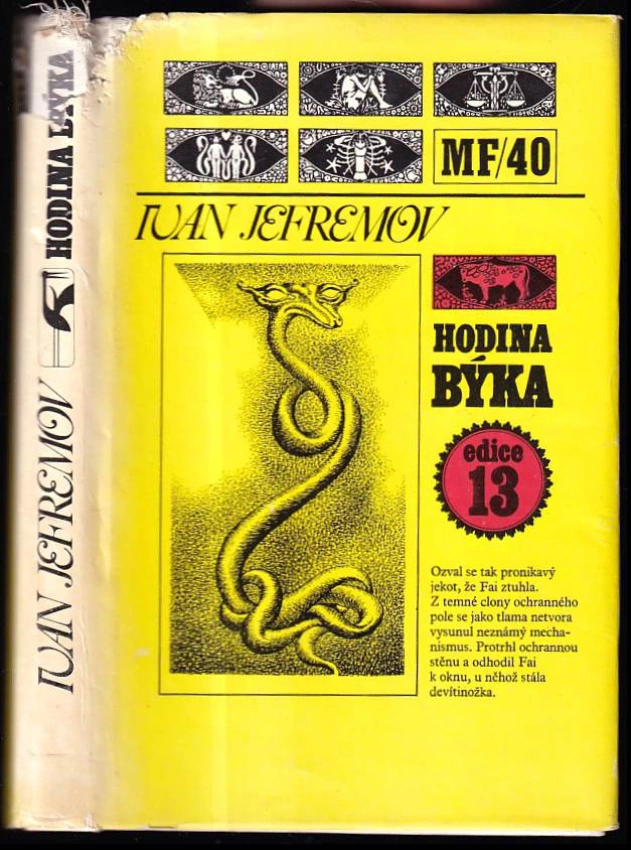 MF/40
IVAN JEFREMOV
HODINA
BÝKA
edice
13
Ozval se tak pronikavý
jekot, že Fai ztuhla.
Z temné clony ochranného
pole se jako tlama netvora
vysunul neznámý mecha-
nismus. Protrhl ochrannou
stěnu a odhodil Fai
k oknu, u něhož stála
devítinožka.
IVAN JEFREMOV
HODINA BÝKA